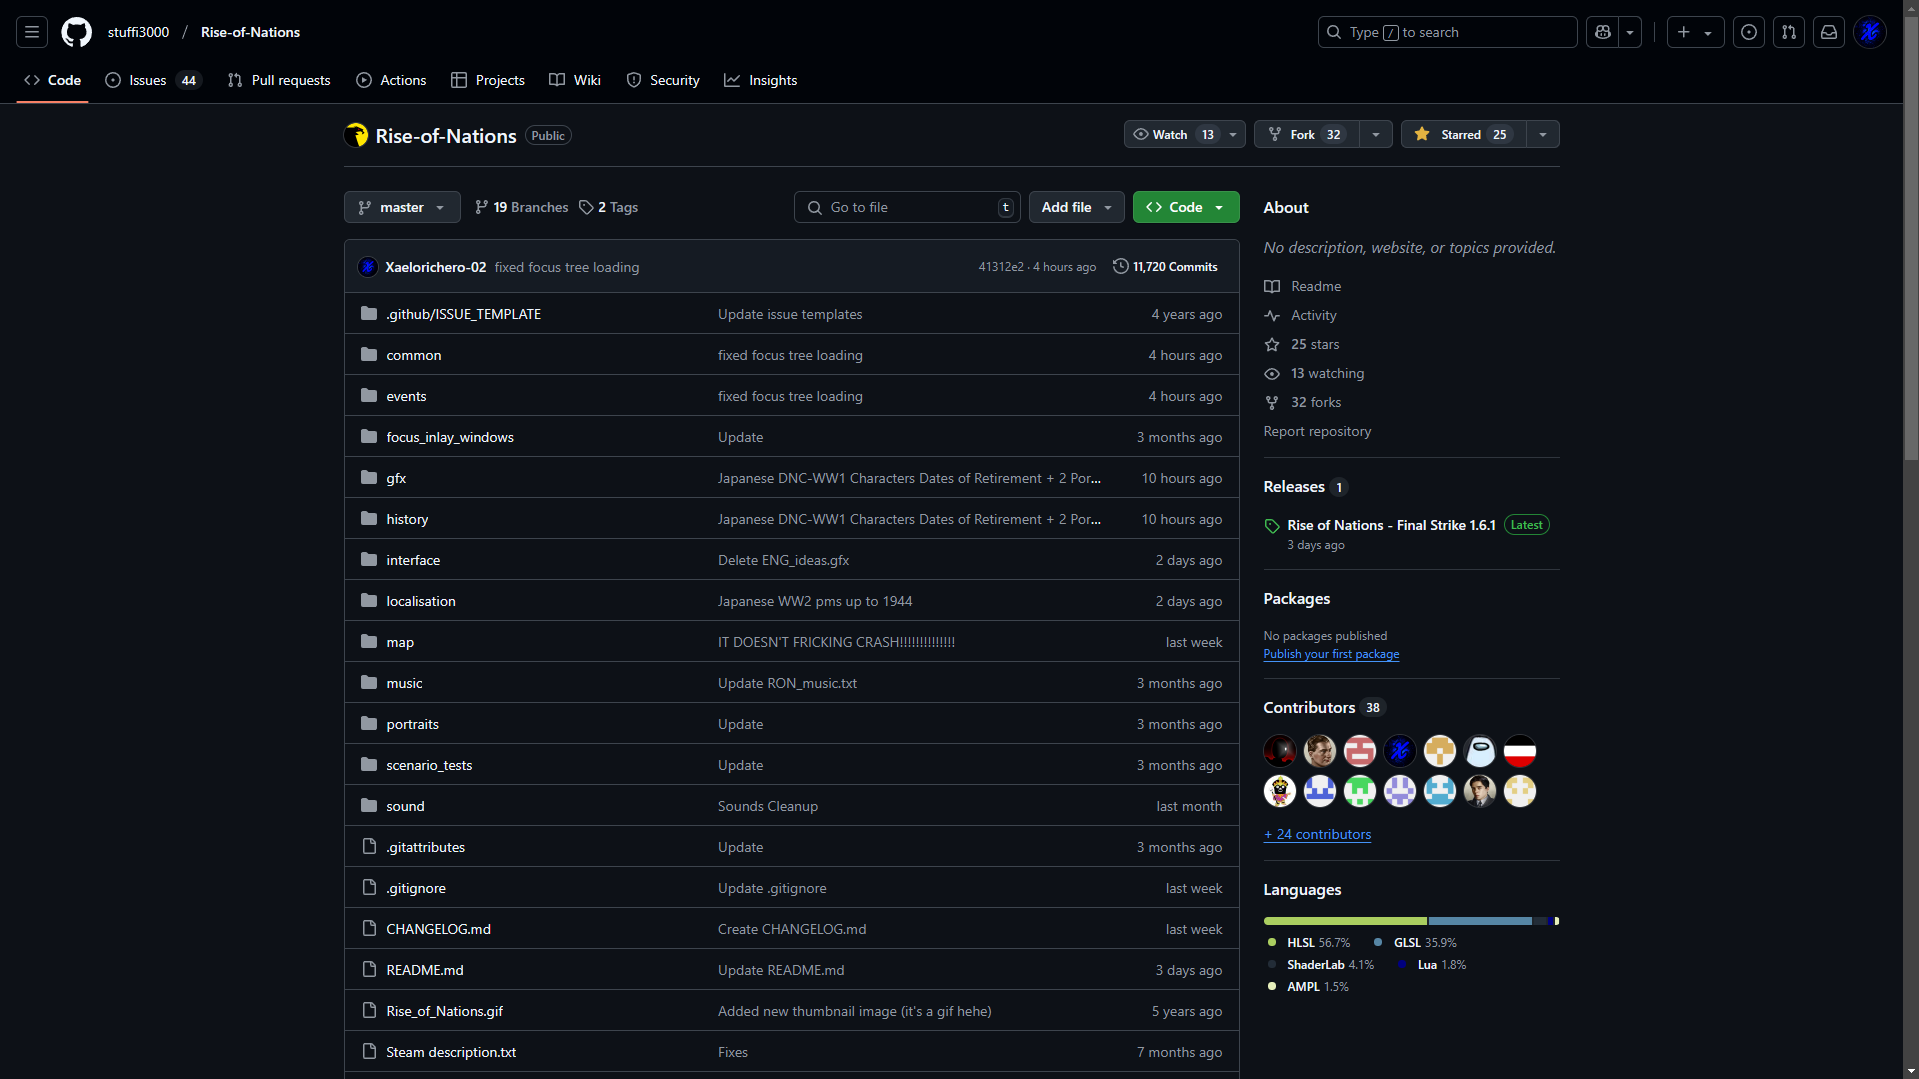 stuffi3000 / Rise-of-Nations
Type / to search
Code
Issues 44
Pull requests
Actions
Projects
Wiki
Security
Insights
Rise-of-Nations Public
Watch 13
Fork 32
Starred 25
master
19 Branches
2 Tags
Go to file t
Add file
Code
Xaelorichero-02 fixed focus tree loading 41312e2 · 4 hours ago 11,720 Commits
.github/ISSUE_TEMPLATE Update issue templates 4 years ago
common fixed focus tree loading 4 hours ago
events fixed focus tree loading 4 hours ago
focus_inlay_windows Update 3 months ago
gfx Japanese DNC-WW1 Characters Dates of Retirement + 2 Por... 10 hours ago
history Japanese DNC-WW1 Characters Dates of Retirement + 2 Por... 10 hours ago
interface Delete ENG_ideas.gfx 2 days ago
localisation Japanese WW2 pms up to 1944 2 days ago
map IT DOESN'T FRICKING CRASH!!!!!!!!!!!!!! last week
music Update RON_music.txt 3 months ago
portraits Update 3 months ago
scenario_tests Update 3 months ago
sound Sounds Cleanup last month
.gitattributes Update 3 months ago
.gitignore Update .gitignore last week
CHANGELOG.md Create CHANGELOG.md last week
README.md Update README.md 3 days ago
Rise_of_Nations.gif Added new thumbnail image (it's a gif hehe) 5 years ago
Steam description.txt Fixes 7 months ago
About
No description, website, or topics provided.
Readme
Activity
25 stars
13 watching
32 forks
Report repository
Releases 1
Rise of Nations - Final Strike 1.6.1 Latest
3 days ago
Packages
No packages published
Publish your first package
Contributors 38
+ 24 contributors
Languages
HLSL 56.7% GLSL 35.9%
ShaderLab 4.1% Lua 1.8%
AMPL 1.5%